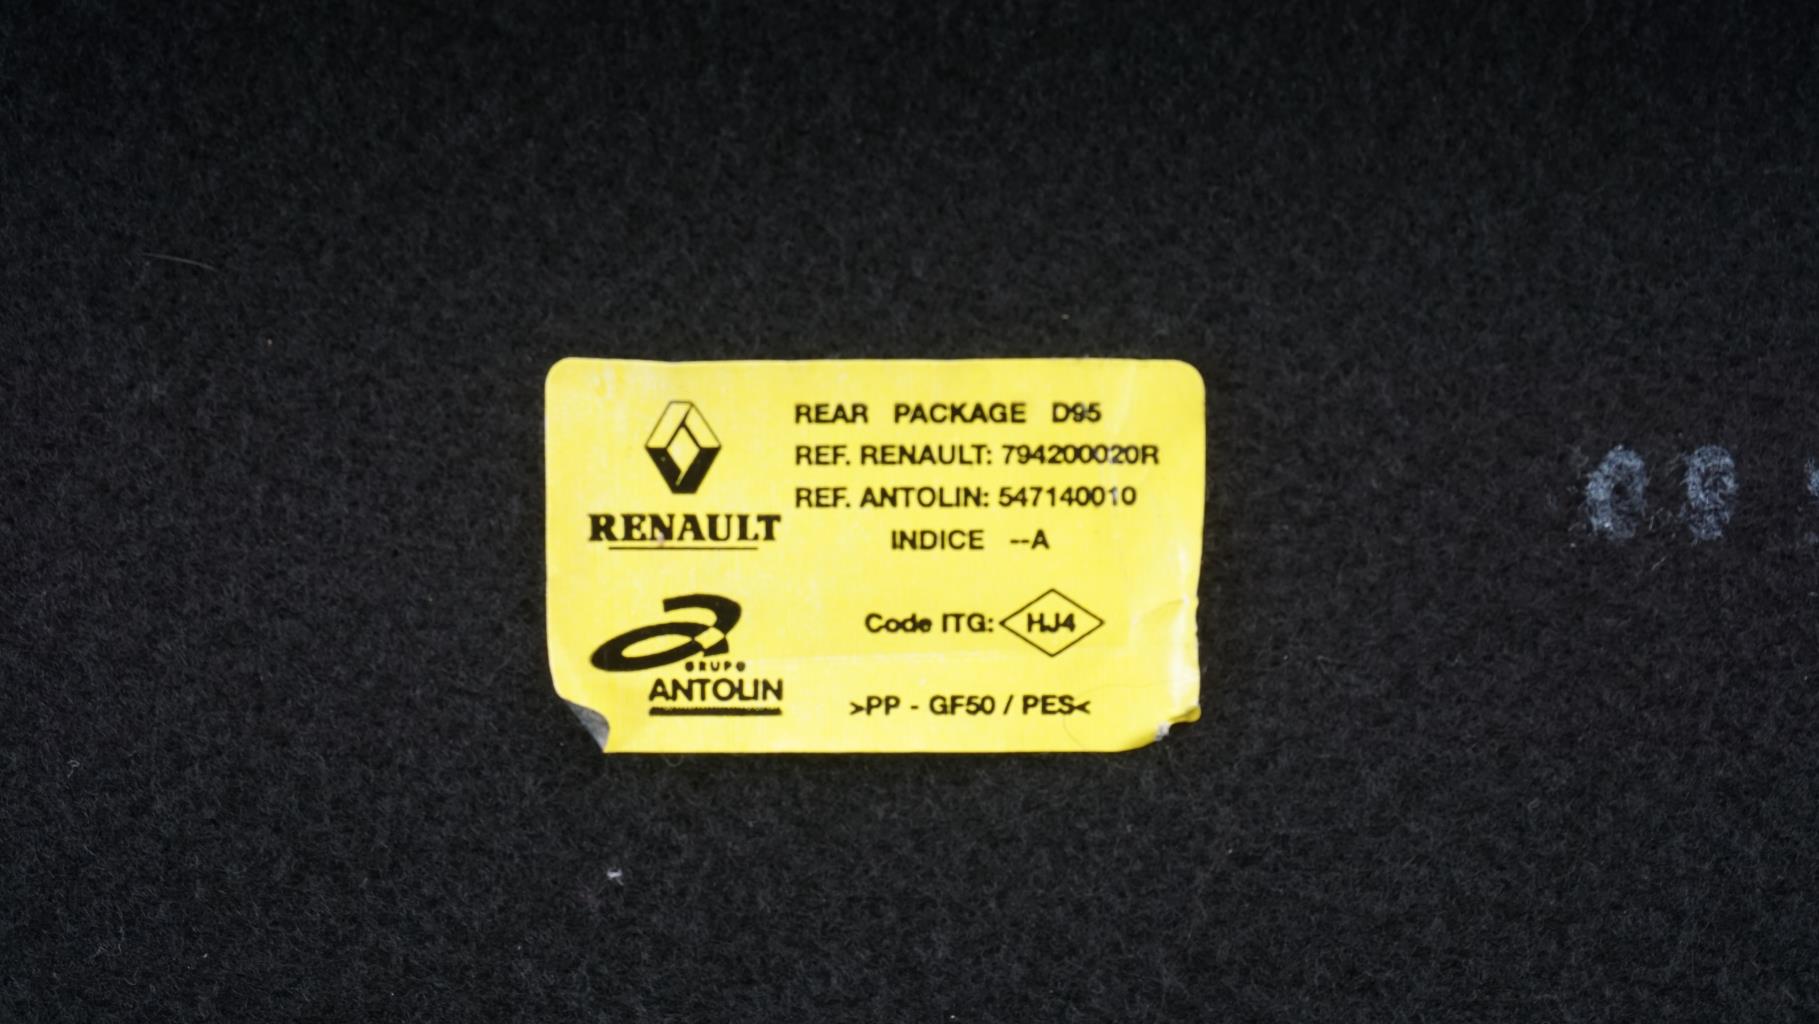 REAR PACKAGE D95
REF. RENAULT: 794200020R
REF. ANTOLIN: 547140010
INDICE --A
RENAULT
Code ITG: HJ4
GRUPO
ANTOLIN
>PP - GF50 / PES<